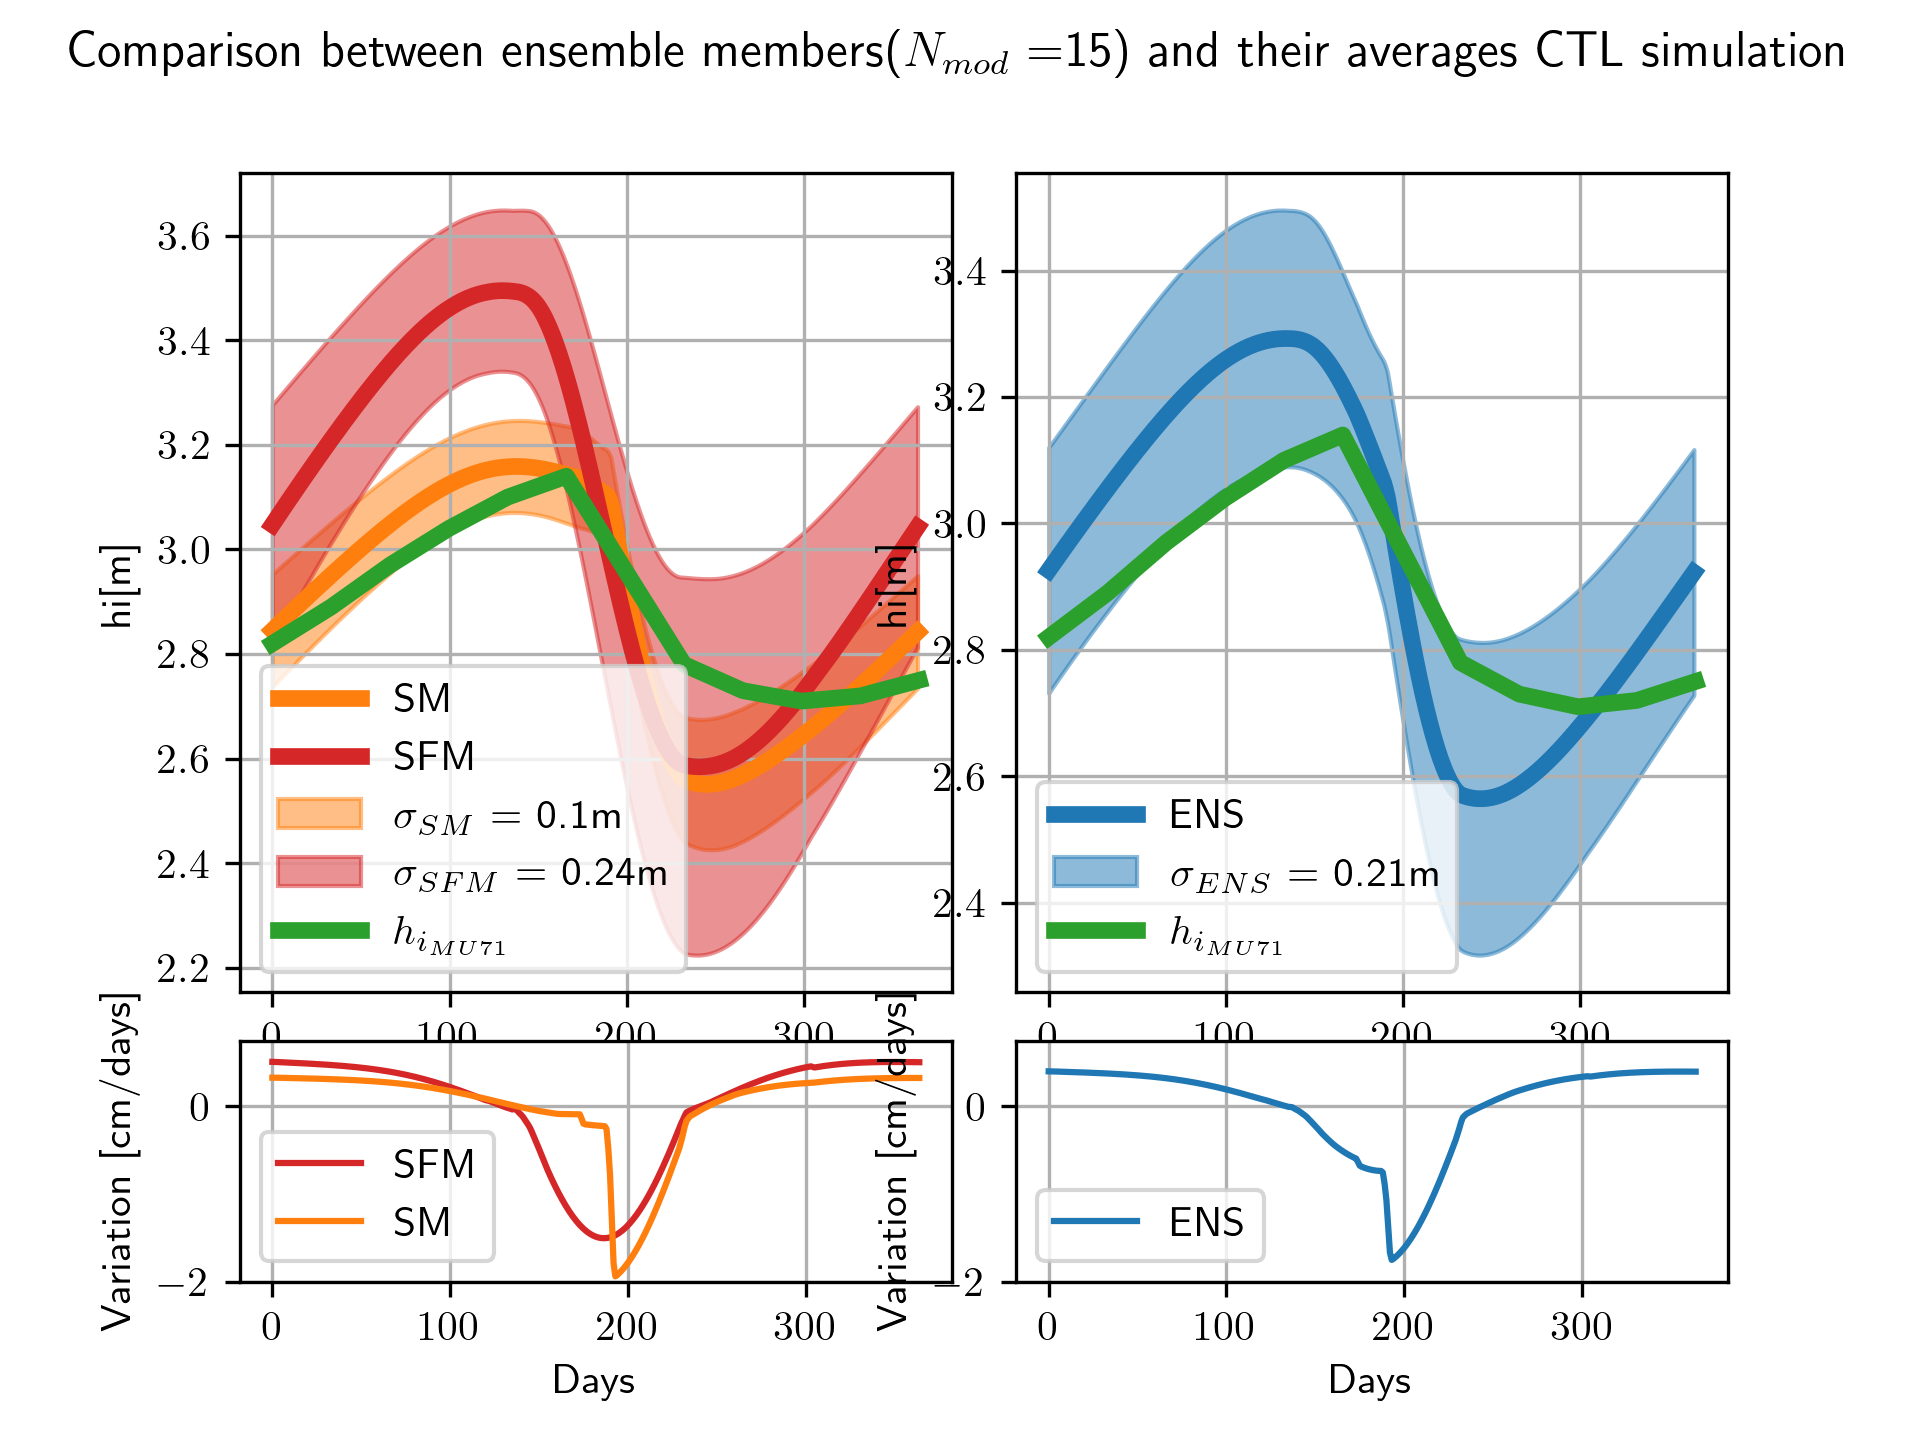 Comparison between ensemble members(N_mod =15) and their averages CTL simulation
hi[m]
3.6
3.4
3.2
3.0
2.8
2.6
2.4
2.2
SM
SFM
σ_SM = 0.1m
σ_SFM = 0.24m
h_i_MU71
0 100 200 300
hi[m]
3.4
3.2
3.0
2.8
2.6
2.4
ENS
σ_ENS = 0.21m
h_i_MU71
0 100 200 300
Variation [cm/days]
0
−2
SFM
SM
0 100 200 300
Days
Variation [cm/days]
0
−2
ENS
0 100 200 300
Days